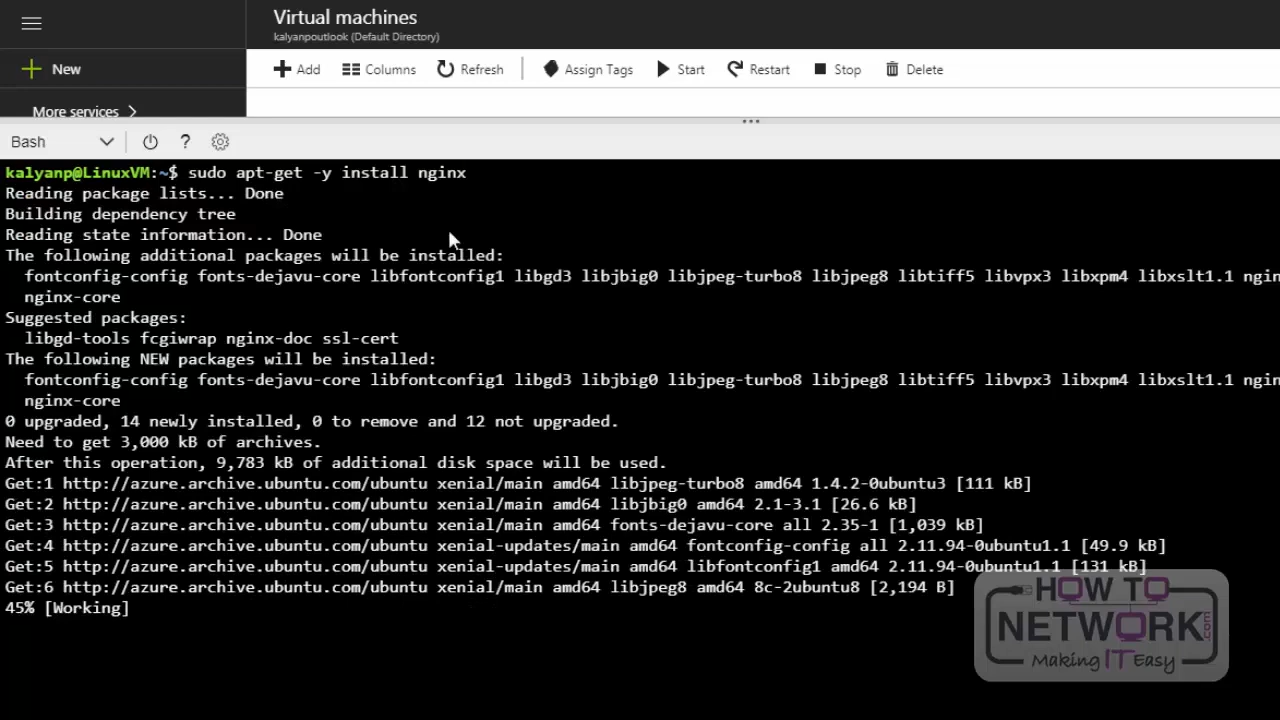 Virtual machines
kalyanpoutlook (Default Directory)
New
Add Columns Refresh Assign Tags Start Restart Stop Delete
More services
Bash ?
kalyanp@LinuxVM:~$ sudo apt-get -y install nginx
Reading package lists... Done
Building dependency tree
Reading state information... Done
The following additional packages will be installed:
fontconfig-config fonts-dejavu-core libfontconfig1 libgd3 libjbig0 libjpeg-turbo8 libjpeg8 libtiff5 libvpx3 libxpm4 libxslt1.1 ngin
nginx-core
Suggested packages:
libgd-tools fcgiwrap nginx-doc ssl-cert
The following NEW packages will be installed:
fontconfig-config fonts-dejavu-core libfontconfig1 libgd3 libjbig0 libjpeg-turbo8 libjpeg8 libtiff5 libvpx3 libxpm4 libxslt1.1 ngin
nginx-core
0 upgraded, 14 newly installed, 0 to remove and 12 not upgraded.
Need to get 3,000 kB of archives.
After this operation, 9,783 kB of additional disk space will be used.
Get:1 http://azure.archive.ubuntu.com/ubuntu xenial/main amd64 libjpeg-turbo8 amd64 1.4.2-0ubuntu3 [111 kB]
Get:2 http://azure.archive.ubuntu.com/ubuntu xenial/main amd64 libjbig0 amd64 2.1-3.1 [26.6 kB]
Get:3 http://azure.archive.ubuntu.com/ubuntu xenial/main amd64 fonts-dejavu-core all 2.35-1 [1,039 kB]
Get:4 http://azure.archive.ubuntu.com/ubuntu xenial-updates/main amd64 fontconfig-config all 2.11.94-0ubuntu1.1 [49.9 kB]
Get:5 http://azure.archive.ubuntu.com/ubuntu xenial-updates/main amd64 libfontconfig1 amd64 2.11.94-0ubuntu1.1 [131 kB]
Get:6 http://azure.archive.ubuntu.com/ubuntu xenial/main amd64 libjpeg8 amd64 8c-2ubuntu8 [2,194 B]
45% [Working]
HOW TO
NETWORK.com
Making IT Easy